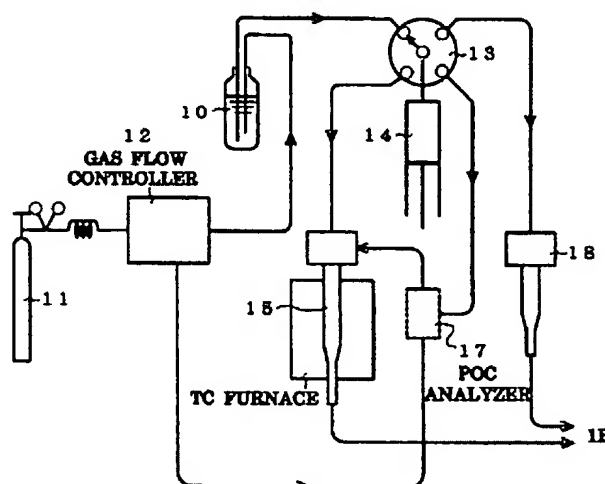 13
10
14
12
GAS FLOW
CONTROLLER
18
11
15
17
TC FURNACE
POC
ANALYZER